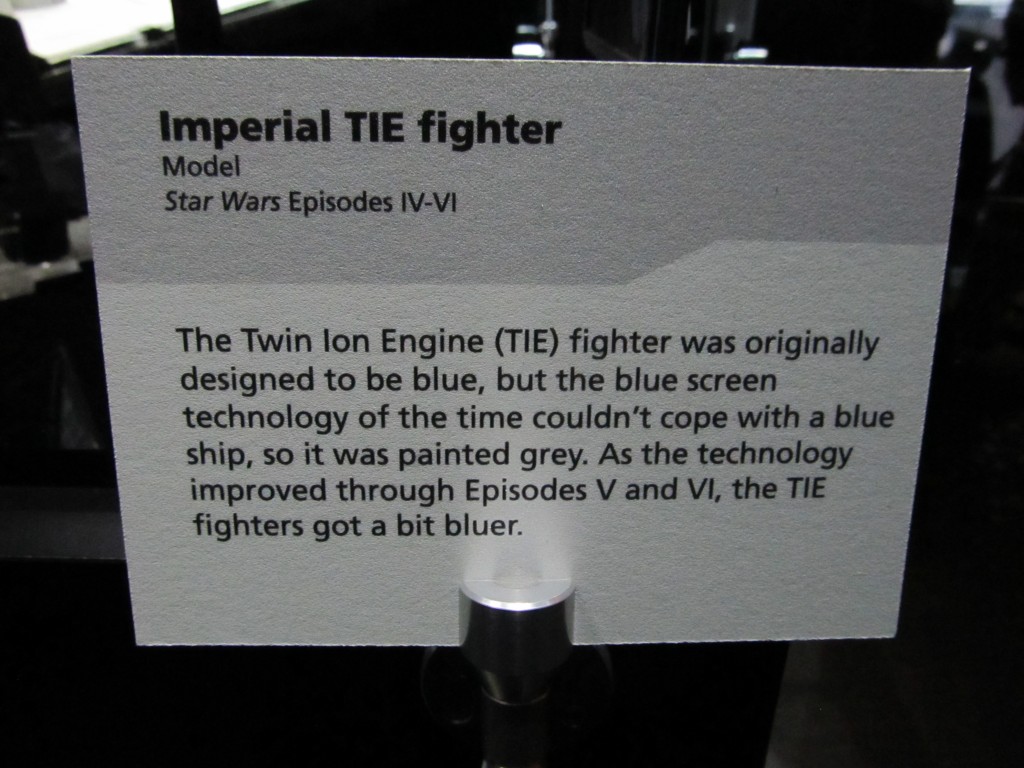 Imperial TIE fighter
Model
Star Wars Episodes IV-VI
The Twin Ion Engine (TIE) fighter was originally
designed to be blue, but the blue screen
technology of the time couldn't cope with a blue
ship, so it was painted grey. As the technology
improved through Episodes V and VI, the TIE
fighters got a bit bluer.